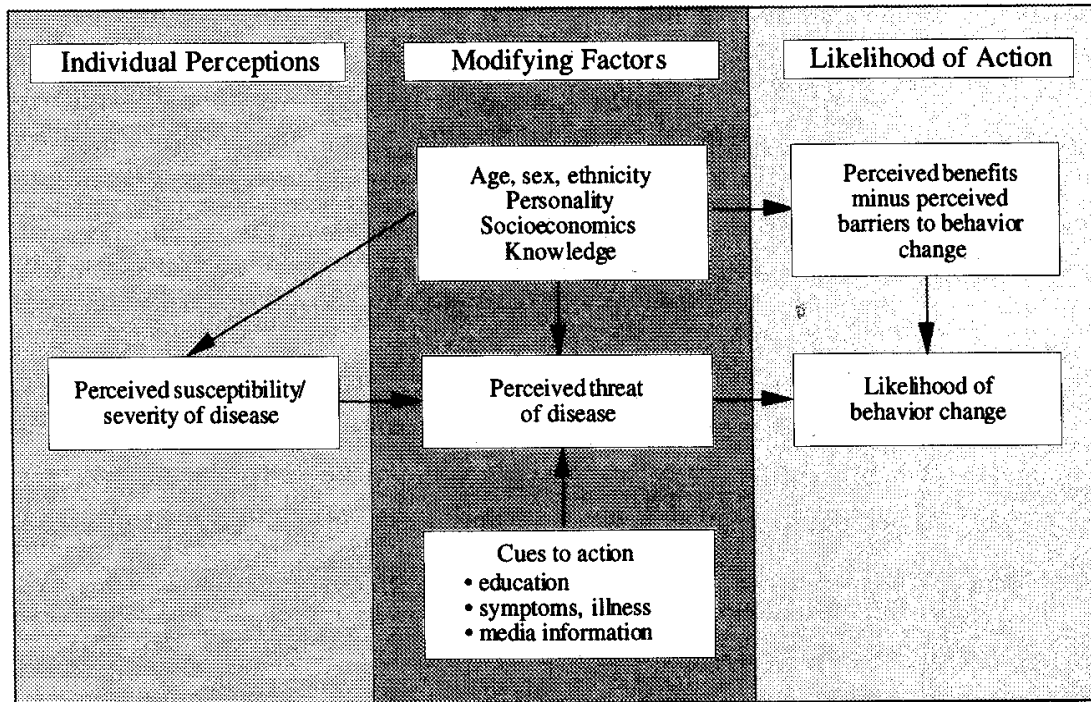 Individual Perceptions
Modifying Factors
Likelihood of Action
Age, sex, ethnicity
Personality
Socioeconomics
Knowledge
Perceived benefits
minus perceived
barriers to behavior
change
Perceived susceptibility/
severity of disease
Perceived threat
of disease
Likelihood of
behavior change
Cues to action
• education
• symptoms, illness
• media information